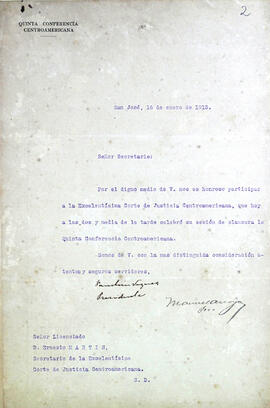 2
QUINTA CONFERENCIA
CENTROAMERICANA
San José, 16 de enero de 1913.
Señor Secretario:
Por el digno medio de V. nos es honroso participar
a la Excelentísima Corte de Justicia Centroamericana, que hoy
a las dos y media de la tarde celebró su sesión de clausura la
Quinta Conferencia Centroamericana.
Somos de V. con la mas distinguida consideración a-
tentos y seguros servidores,
Señor Licenciado
D. Ernesto MARTIN,
Secretario de la Excelentísima
Corte de Justicia Centroamericana.
S. D.